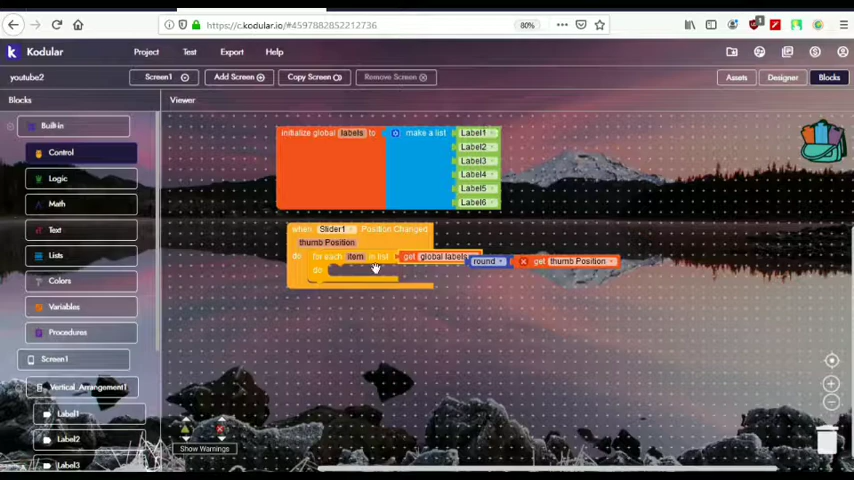 https://c.kodular.io/#4597882852212736
80%
Kodular
Project
Test
Export
Help
youtube2
Screen1
Add Screen
Copy Screen
Remove Screen
Assets
Designer
Blocks
Blocks
Viewer
Built-in
Control
Logic
Math
Text
Lists
Colors
Variables
Procedures
Screen1
Vertical_Arrangement1
Label1
Label2
Label3
initialize global labels to make a list Label1
Label2
Label3
Label4
Label5
Label6
when Slider1 .Position Changed
thumb Position
do for each item in list get global labels
round get thumb Position
do
Show Warnings